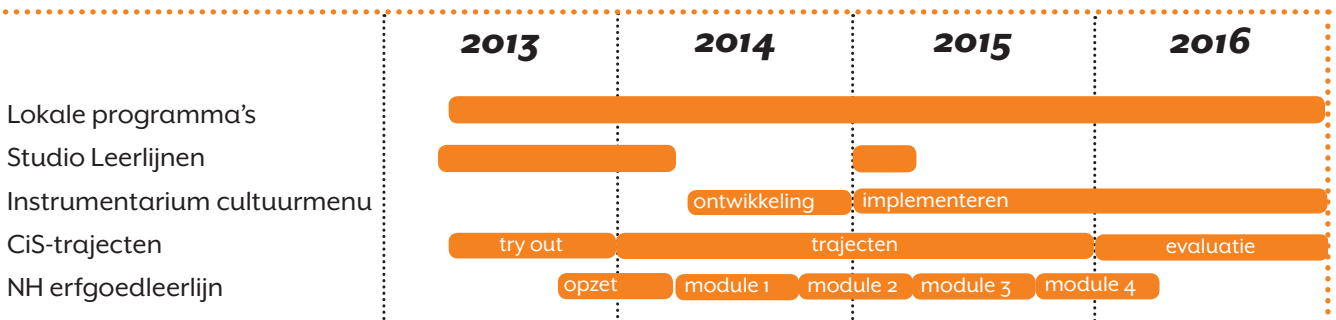 2013 2014 2015 2016
Lokale programma’s
Studio Leerlijnen
Instrumentarium cultuurmenu ontwikkeling implementeren
CiS-trajecten try out trajecten evaluatie
NH erfgoedleerlijn opzet module 1 module 2 module 3 module 4